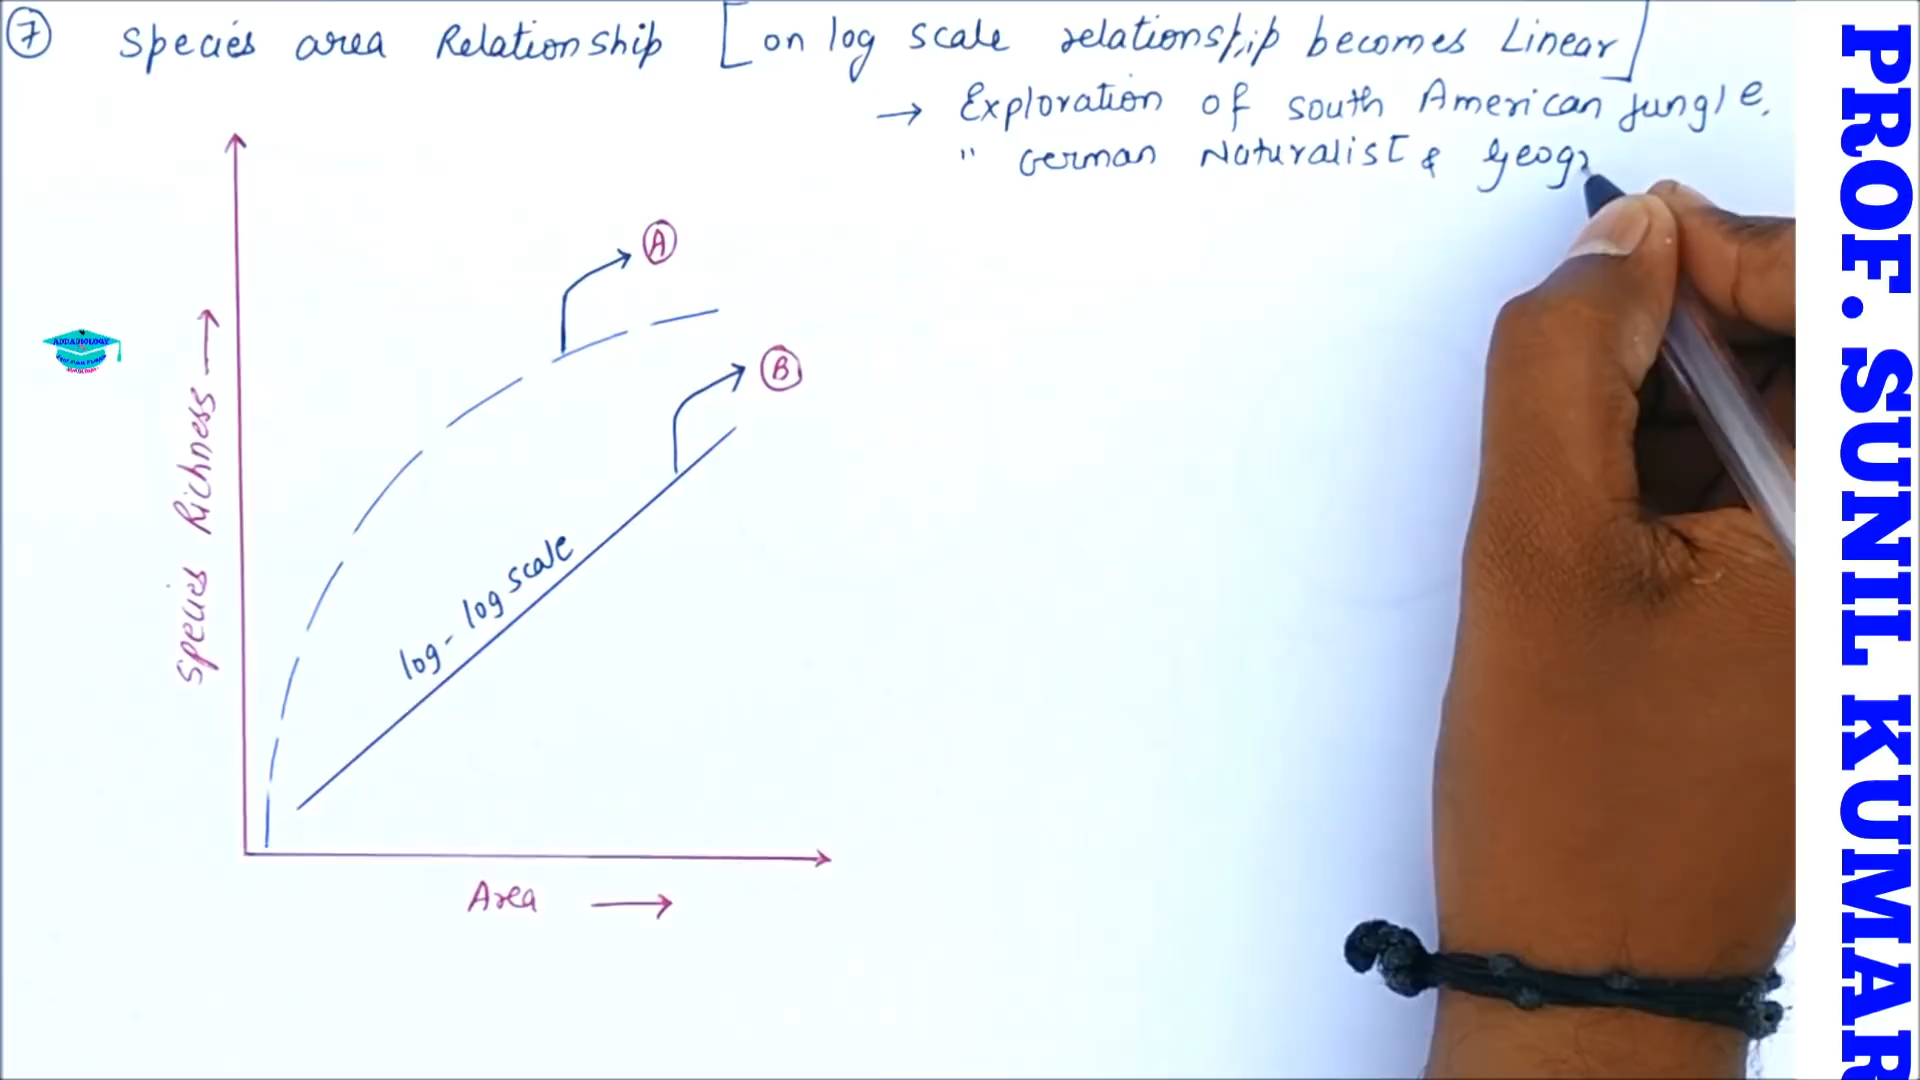 7 Species area Relationship [on log scale relationship becomes Linear]
→ Exploration of south American jungle.
" German Naturalist & Geogr
A
B
log-log scale
Species Richness →
Area →
ADDABIOLOGY
PROF. SUNIL KUMAR